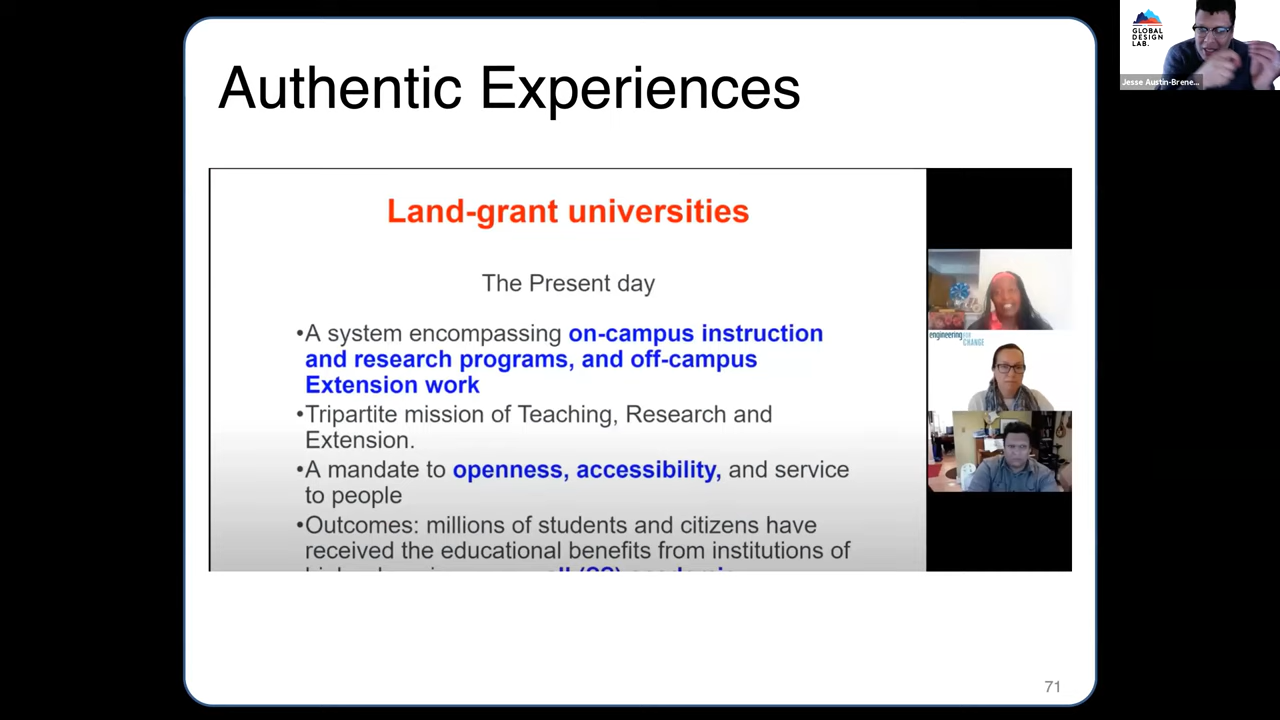 Authentic Experiences
GLOBAL
DESIGN
LAB.
Jesse Austin-Brene...
Land-grant universities
The Present day
•A system encompassing on-campus instruction
and research programs, and off-campus
Extension work
•Tripartite mission of Teaching, Research and
Extension.
•A mandate to openness, accessibility, and service
to people
•Outcomes: millions of students and citizens have
received the educational benefits from institutions of
engineering FOR
CHANGE
71